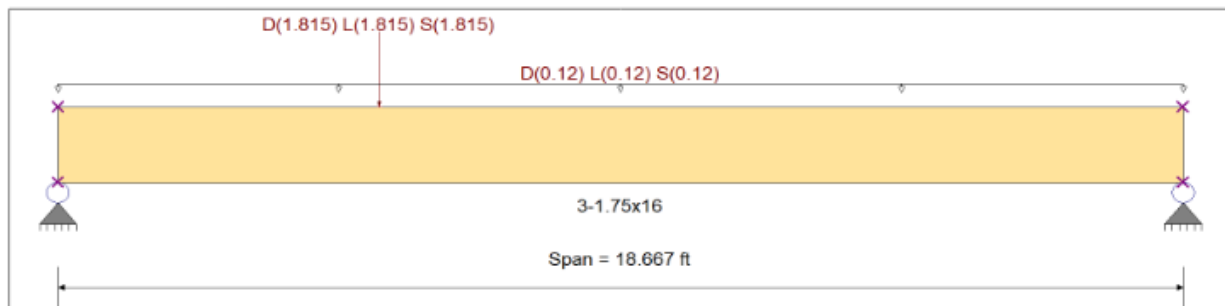 D(1.815) L(1.815) S(1.815)
D(0.12) L(0.12) S(0.12)
3-1.75x16
Span = 18.667 ft